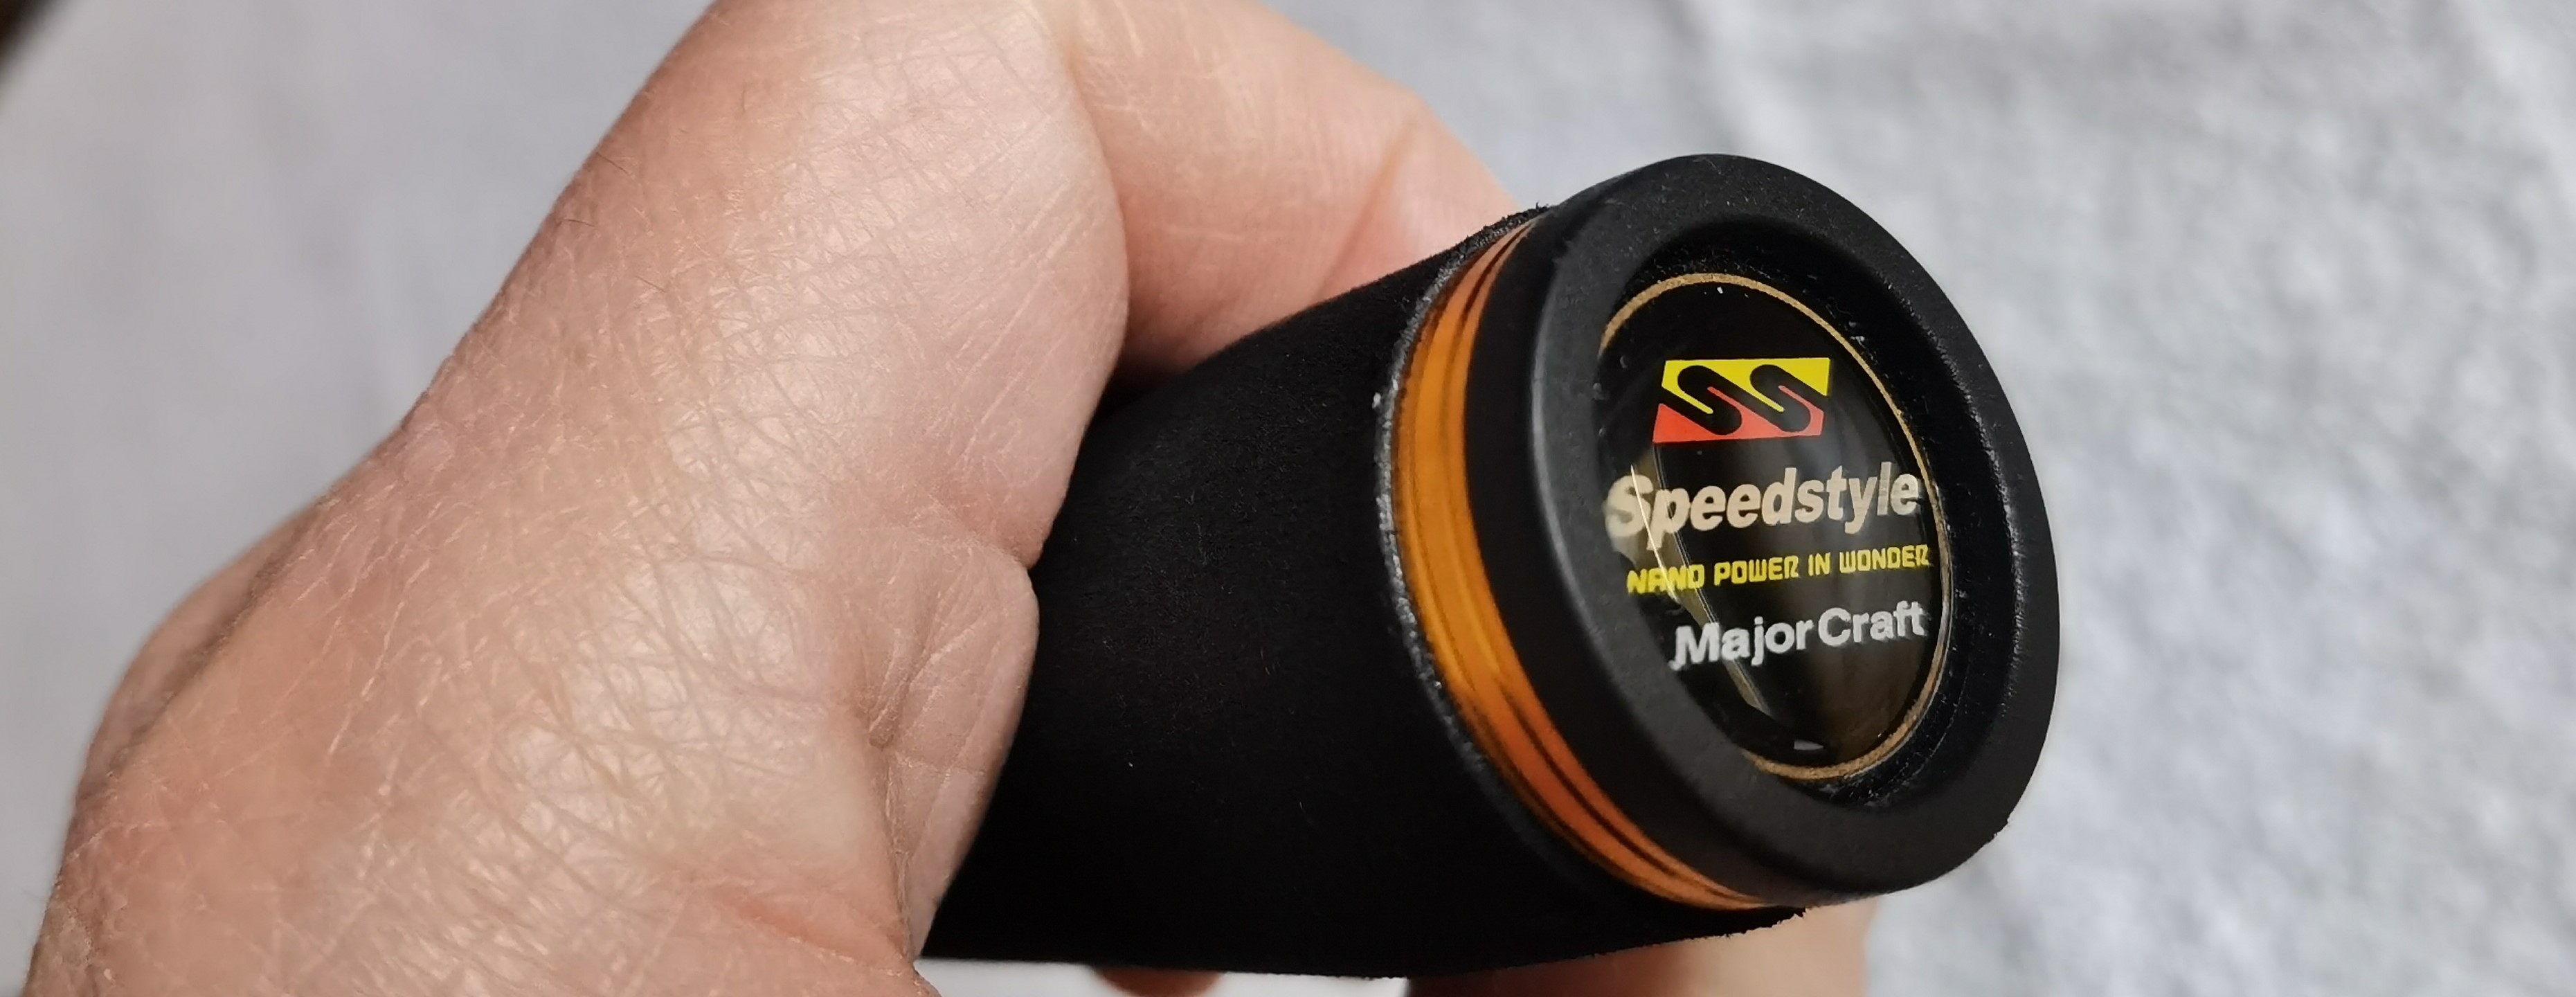 SS
Speedstyle
NANO POWER IN WONDER
Major Craft